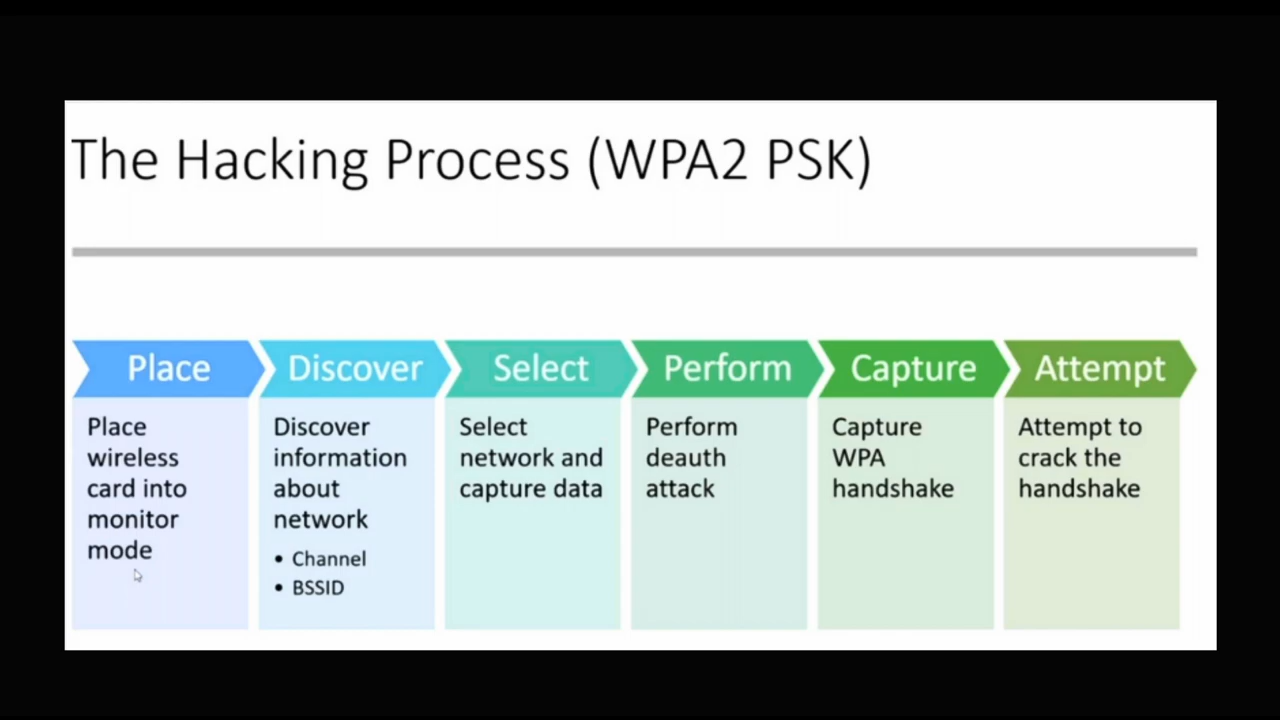 The Hacking Process (WPA2 PSK)
Place
Place
wireless
card into
monitor
mode
Discover
Discover
information
about
network
• Channel
• BSSID
Select
Select
network and
capture data
Perform
Perform
deauth
attack
Capture
Capture
WPA
handshake
Attempt
Attempt to
crack the
handshake